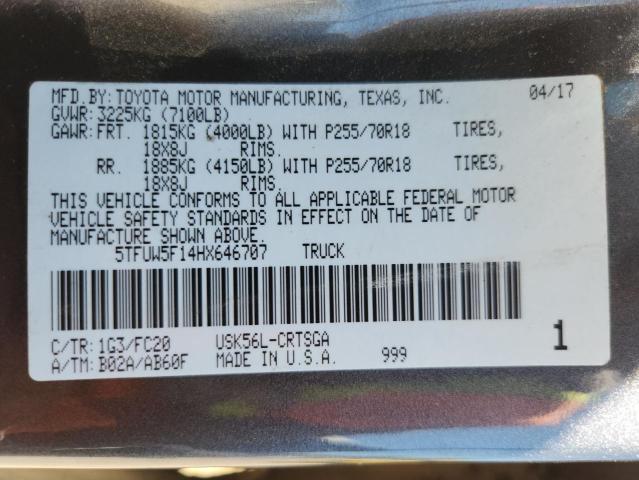 MFD.BY:TOYOTA MOTOR MANUFACTURING, TEXAS, INC. 04/17
GVWR:3225KG (7100LB)
GAWR:FRT. 1815KG (4000LB) WITH P255/70R18 TIRES,
18X8J RIMS.
RR. 1885KG (4150LB) WITH P255/70R18 TIRES,
18X8J RIMS.
THIS VEHICLE CONFORMS TO ALL APPLICABLE FEDERAL MOTOR
VEHICLE SAFETY STANDARDS IN EFFECT ON THE DATE OF
MANUFACTURE SHOWN ABOVE.
5TFUW5F14HX646707 TRUCK
C/TR:1G3/FC20 USK56L-CRTSGA 1
A/TM:B02A/AB60F MADE IN U.S.A. 999